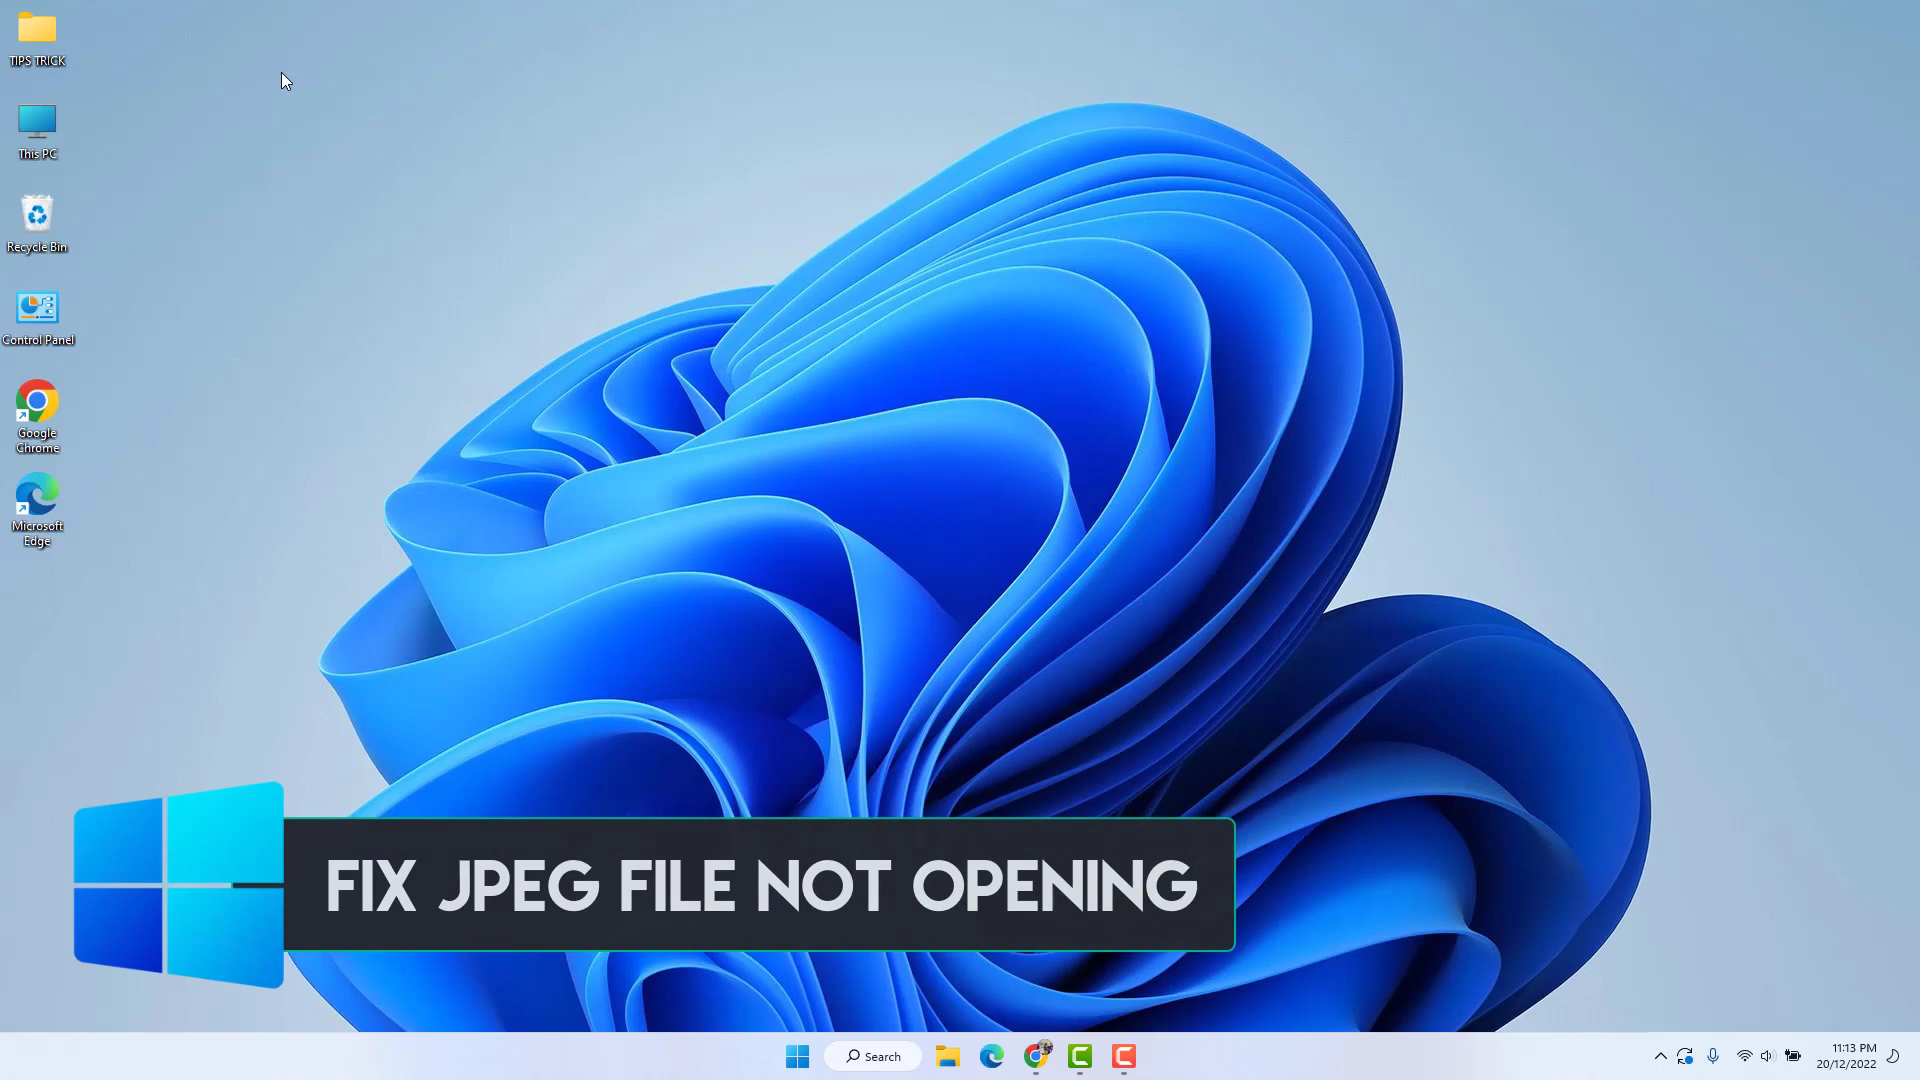 TIPS TRICK
This PC
Recycle Bin
Control Panel
Google
Chrome
Microsoft
Edge
FIX JPEG FILE NOT OPENING
Search
11:13 PM
20/12/2022